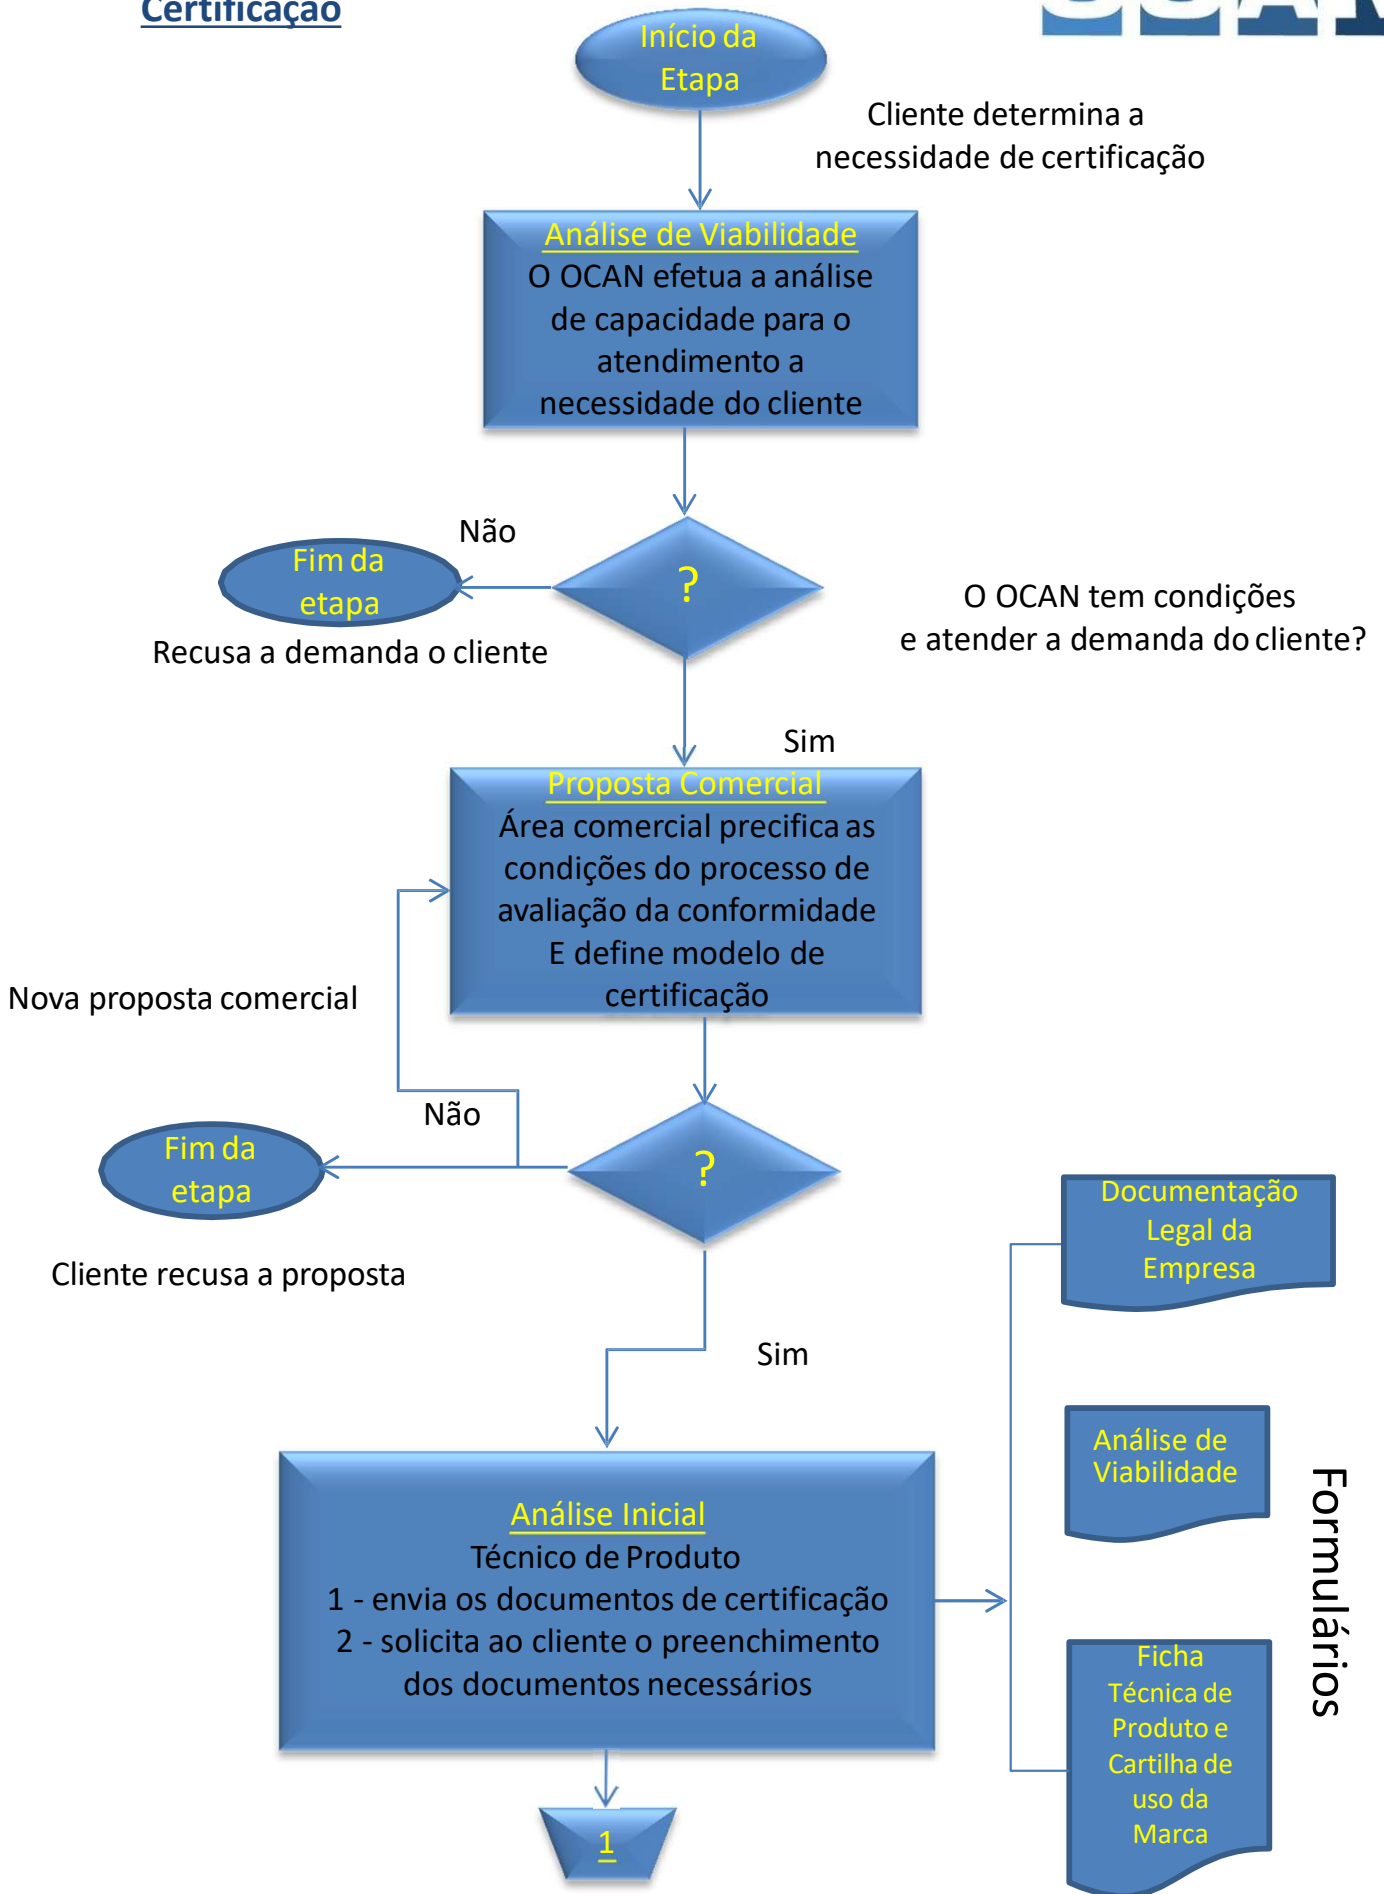 Certificação
Início da
Etapa
Cliente determina a
necessidade de certificação
Análise de Viabilidade
O OCAN efetua a análise
de capacidade para o
atendimento a
necessidade do cliente
Não
Fim da
etapa
?
Recusa a demanda o cliente
O OCAN tem condições
e atender a demanda do cliente?
Sim
Proposta Comercial
Área comercial precifica as
condições do processo de
avaliação da conformidade
E define modelo de
certificação
Nova proposta comercial
Não
Fim da
etapa
?
Cliente recusa a proposta
Sim
Documentação
Legal da
Empresa
Análise de
Viabilidade
Formulários
Análise Inicial
Técnico de Produto
1 - envia os documentos de certificação
2 - solicita ao cliente o preenchimento
dos documentos necessários
Ficha
Técnica de
Produto e
Cartilha de
uso da
Marca
1